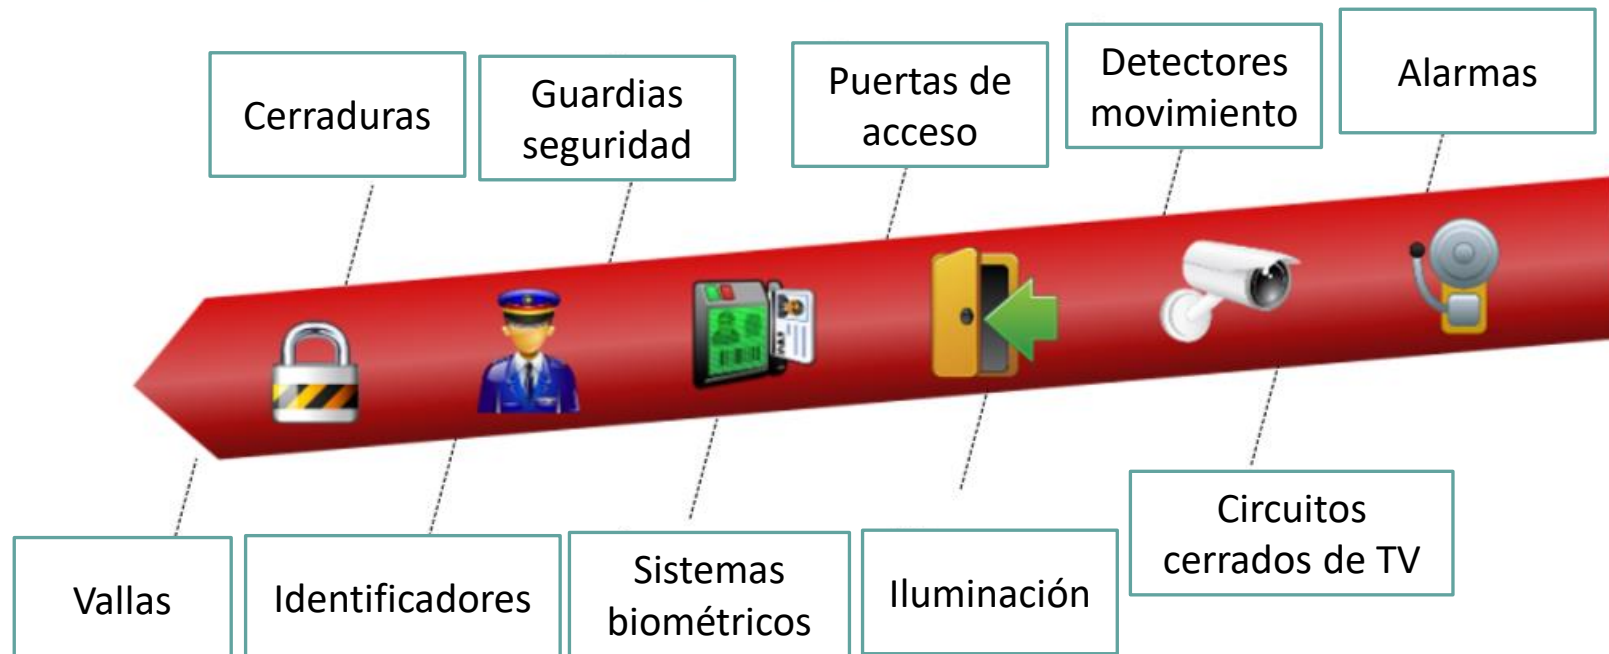 Cerraduras
Guardias
seguridad
Puertas de
acceso
Detectores
movimiento
Alarmas
Vallas
Identificadores
Sistemas
biométricos
Iluminación
Circuitos
cerrados de TV